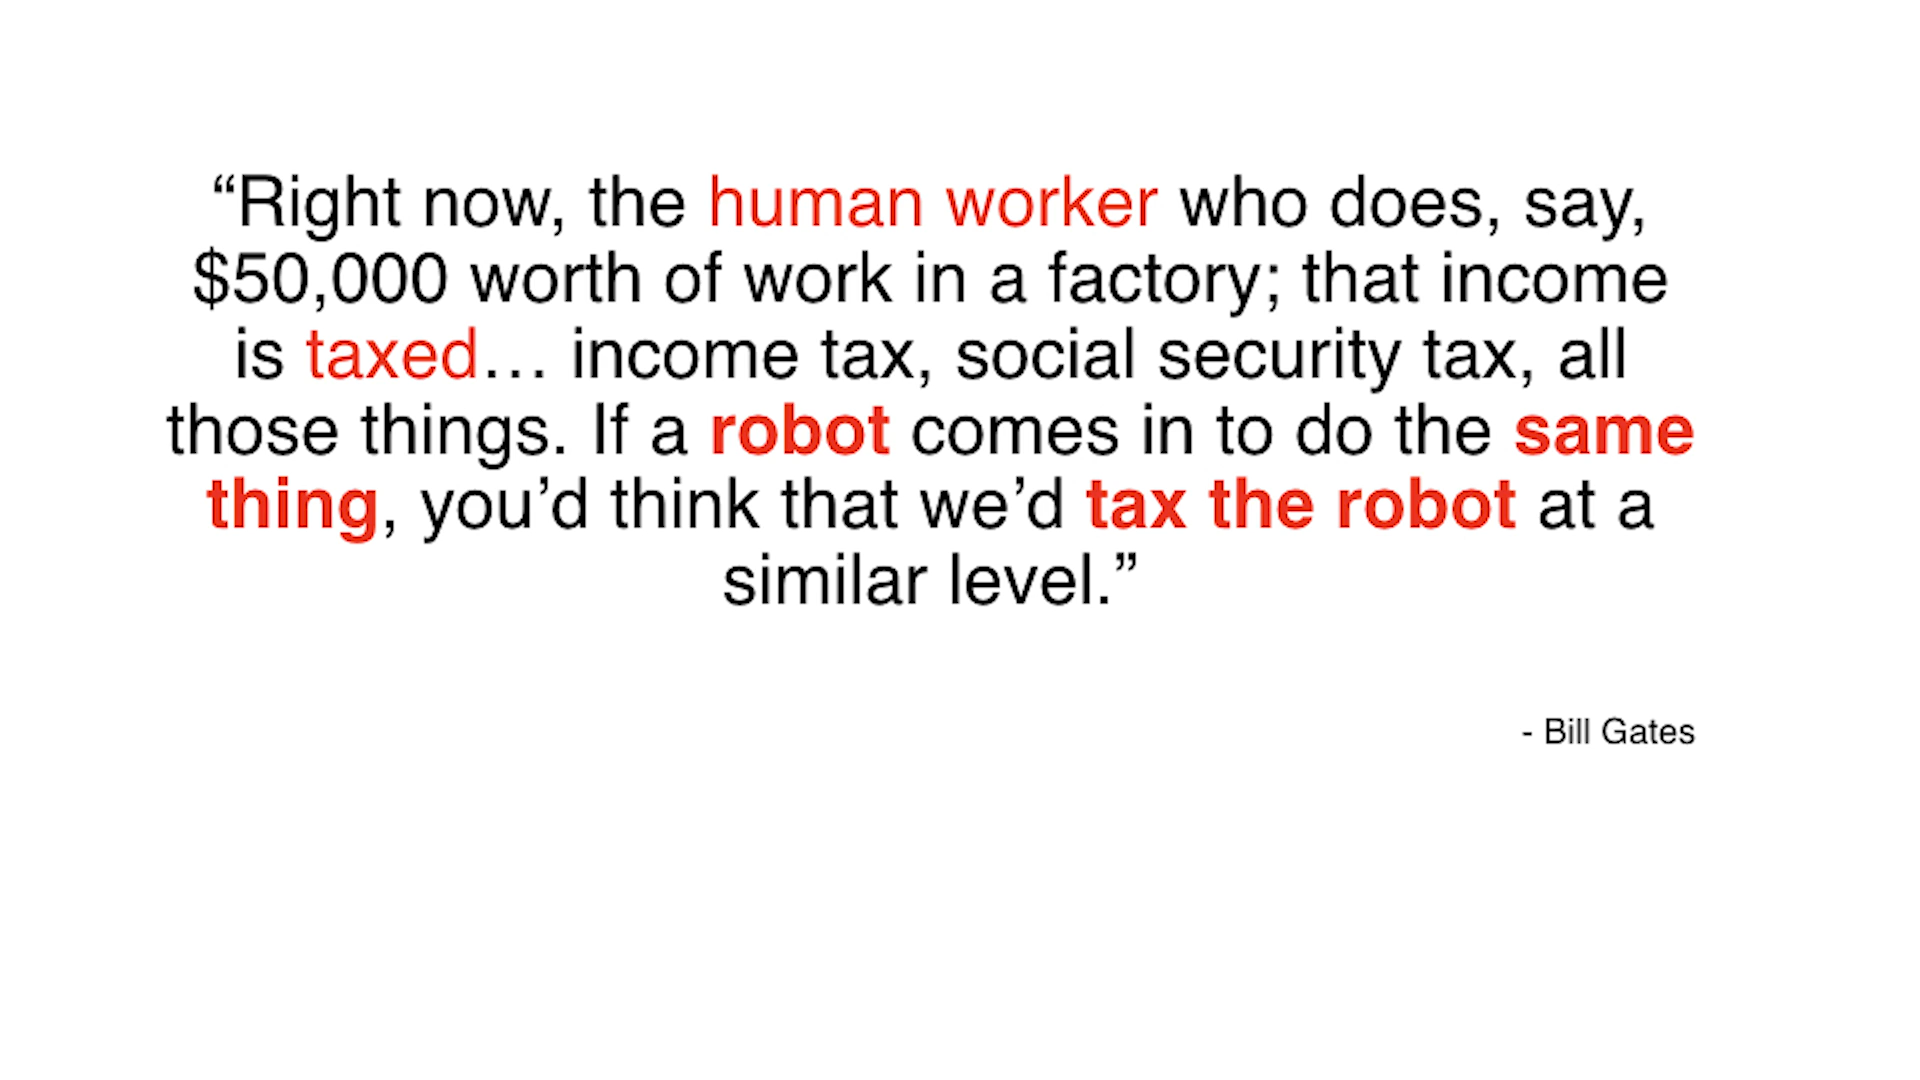 “Right now, the human worker who does, say,
$50,000 worth of work in a factory; that income
is taxed… income tax, social security tax, all
those things. If a robot comes in to do the same
thing, you’d think that we’d tax the robot at a
similar level.”
- Bill Gates